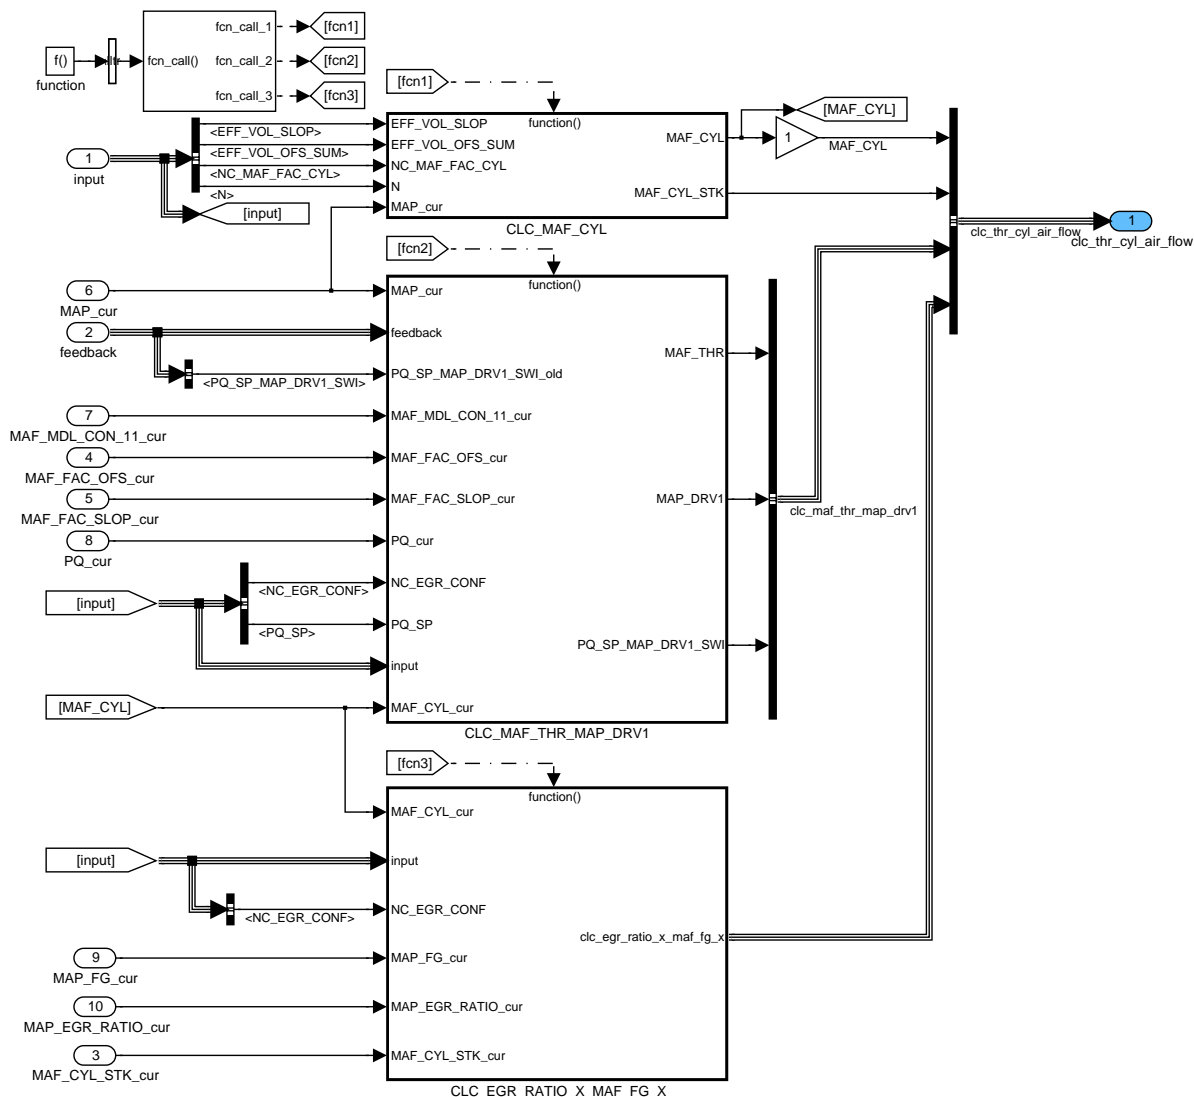 fcn_call_1
[fcn1]
f()
fcn_call()
fcn_call_2
[fcn2]
function
fcn_call_3
[fcn3]
[fcn1]
[MAF_CYL]
function()
<EFF_VOL_SLOP>
EFF_VOL_SLOP
MAF_CYL
1
MAF_CYL
<EFF_VOL_OFS_SUM>
EFF_VOL_OFS_SUM
1
input
<NC_MAF_FAC_CYL>
NC_MAF_FAC_CYL
<N>
N
MAF_CYL_STK
[input]
MAP_cur
CLC_MAF_CYL
clc_thr_cyl_air_flow
1
clc_thr_cyl_air_flow
[fcn2]
function()
6
MAP_cur
MAP_cur
2
feedback
feedback
MAF_THR
<PQ_SP_MAP_DRV1_SWI>
PQ_SP_MAP_DRV1_SWI_old
7
MAF_MDL_CON_11_cur
MAF_MDL_CON_11_cur
4
MAF_FAC_OFS_cur
MAF_FAC_OFS_cur
5
MAF_FAC_SLOP_cur
MAF_FAC_SLOP_cur
MAP_DRV1
clc_maf_thr_map_drv1
8
PQ_cur
PQ_cur
[input]
<NC_EGR_CONF>
NC_EGR_CONF
<PQ_SP>
PQ_SP
PQ_SP_MAP_DRV1_SWI
input
[MAF_CYL]
MAF_CYL_cur
CLC_MAF_THR_MAP_DRV1
[fcn3]
function()
MAF_CYL_cur
[input]
input
<NC_EGR_CONF>
NC_EGR_CONF
clc_egr_ratio_x_maf_fg_x
9
MAP_FG_cur
MAP_FG_cur
10
MAP_EGR_RATIO_cur
MAP_EGR_RATIO_cur
3
MAF_CYL_STK_cur
MAF_CYL_STK_cur
CLC_EGR_RATIO_X_MAF_FG_X